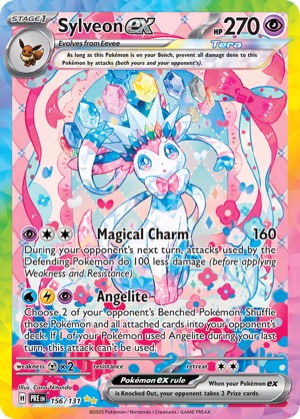 STAGE 1 Sylveon ex HP 270
Evolves from Eevee Tera
As long as this Pokémon is on your Bench, prevent all damage done to this
Pokémon by attacks (both yours and your opponent's).
Magical Charm 160
During your opponent's next turn, attacks used by the
Defending Pokémon do 100 less damage (before applying
Weakness and Resistance).
Angelite
Choose 2 of your opponent's Benched Pokémon. Shuffle
those Pokémon and all attached cards into your opponent's
deck. If 1 of your Pokémon used Angelite during your last
turn, this attack can't be used.
weakness ×2 resistance retreat
Illus.
Pokémon ex rule
When your Pokémon ex
is Knocked Out, your opponent takes 2 Prize cards.
H PRE EN 156/131
©2025 Pokémon / Nintendo / Creatures / GAME FREAK